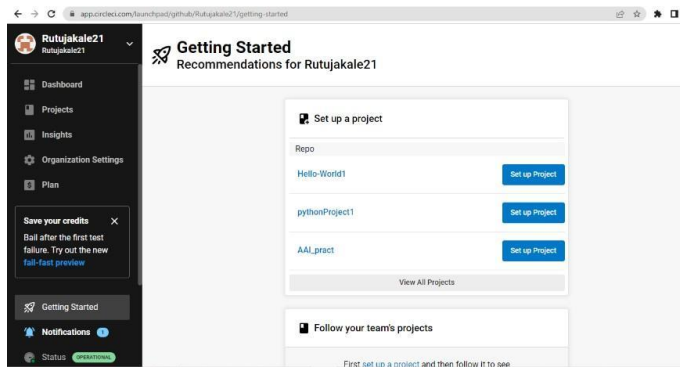 app.circleci.com/launchpad/github/Rutujakale21/getting-started
Rutujakale21
Rutujakale21
Dashboard
Projects
Insights
Organization Settings
Plan
Save your credits X
Bail after the first test
failure. Try out the new
fail-fast preview
Getting Started
Notifications 1
Status OPERATIONAL
Getting Started
Recommendations for Rutujakale21
Set up a project
Repo
Hello-World1 Set up Project
pythonProject1 Set up Project
AAI_pract Set up Project
View All Projects
Follow your team's projects
First set up a project and then follow it to see